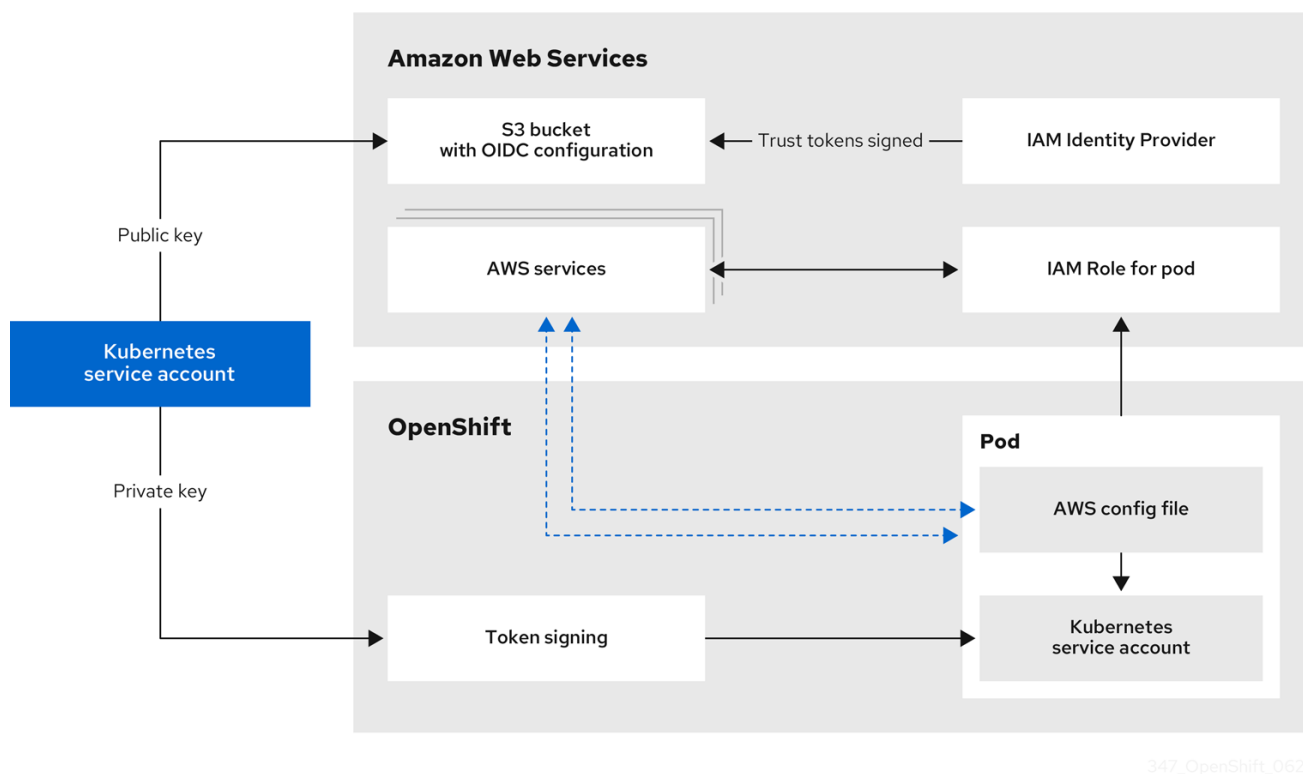 Amazon Web Services
S3 bucket
with OIDC configuration
Trust tokens signed
IAM Identity Provider
Public key
AWS services
IAM Role for pod
Kubernetes
service account
OpenShift
Pod
Private key
AWS config file
Token signing
Kubernetes
service account
347_OpenShift_062